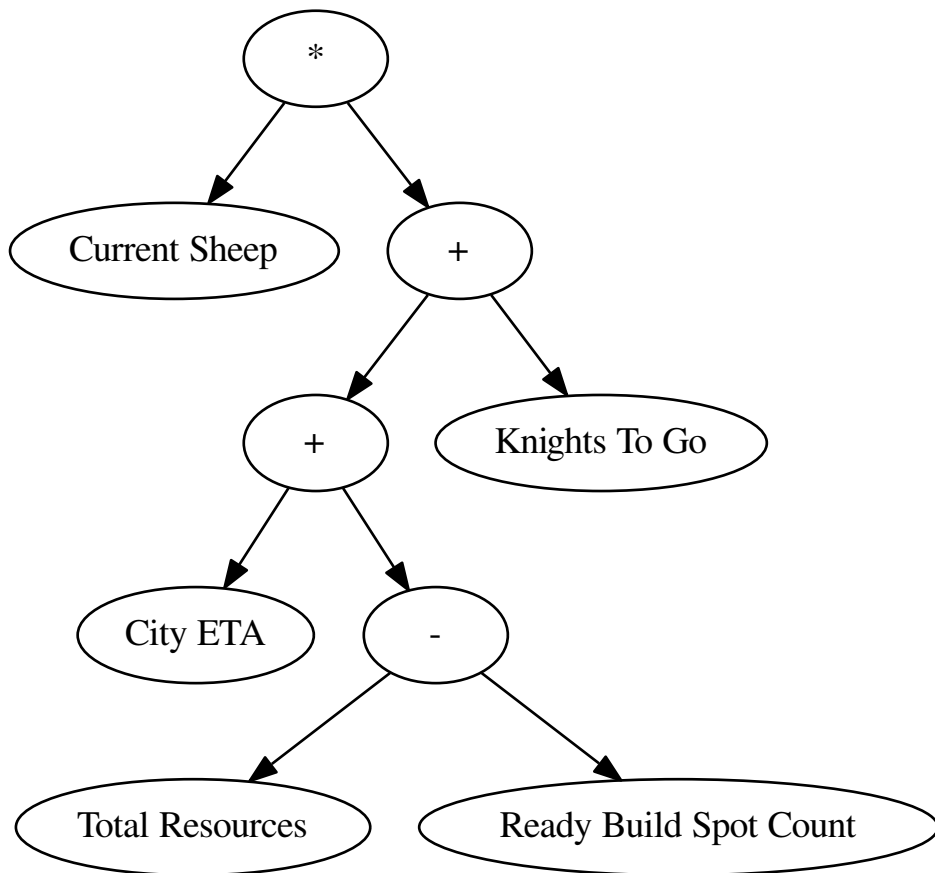 *
Current Sheep
+
+
Knights To Go
City ETA
-
Total Resources
Ready Build Spot Count